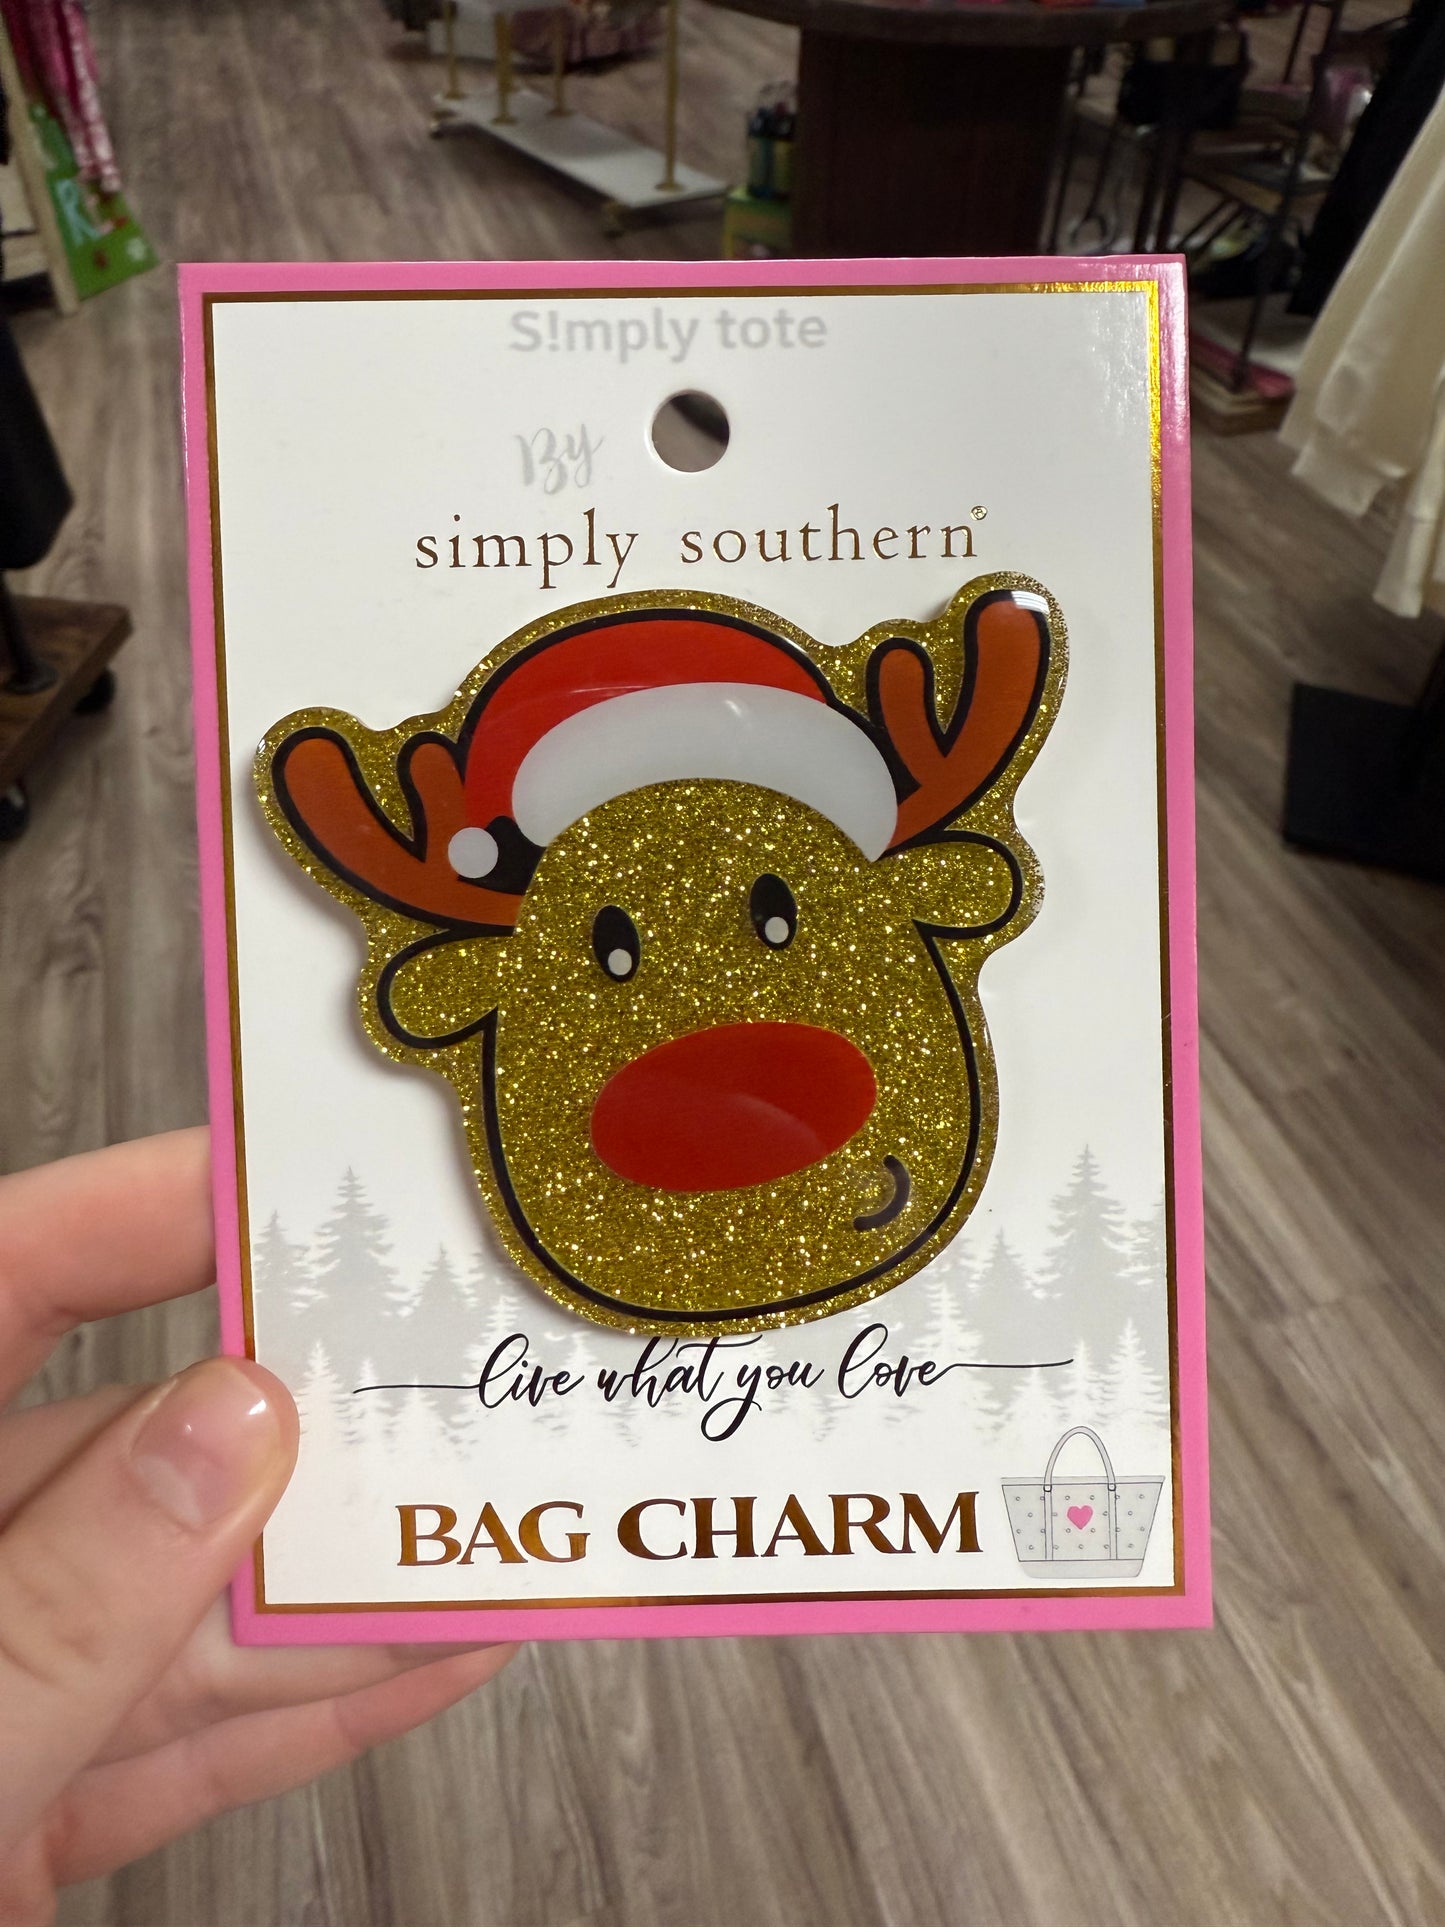 S!mply tote
By
simply southern®
live what you love
BAG CHARM